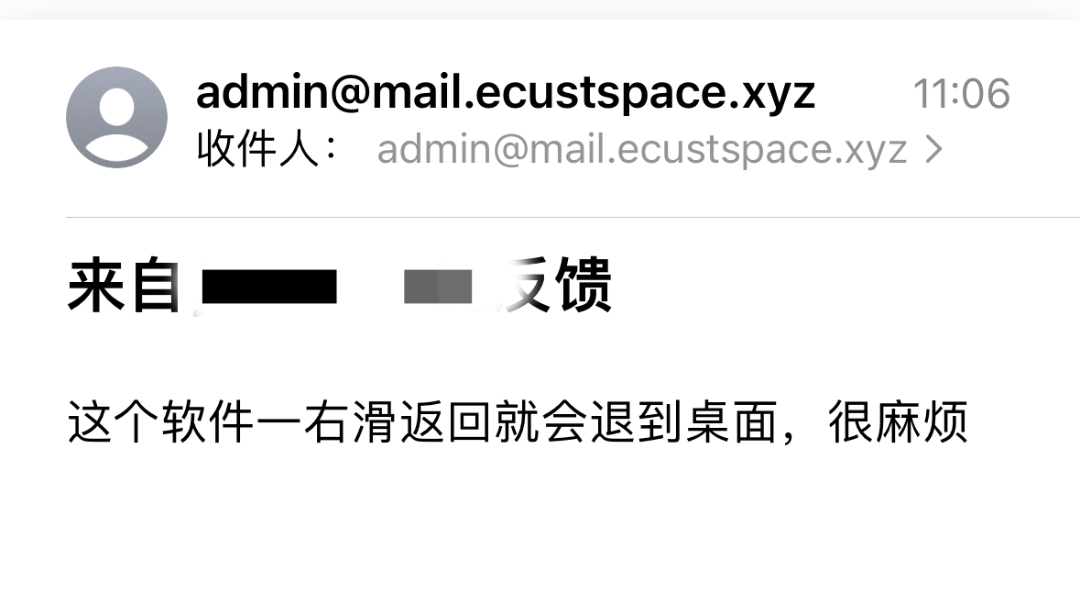 admin@mail.ecustspace.xyz 11:06
收件人： admin@mail.ecustspace.xyz >
来自 反馈
这个软件一右滑返回就会退到桌面，很麻烦